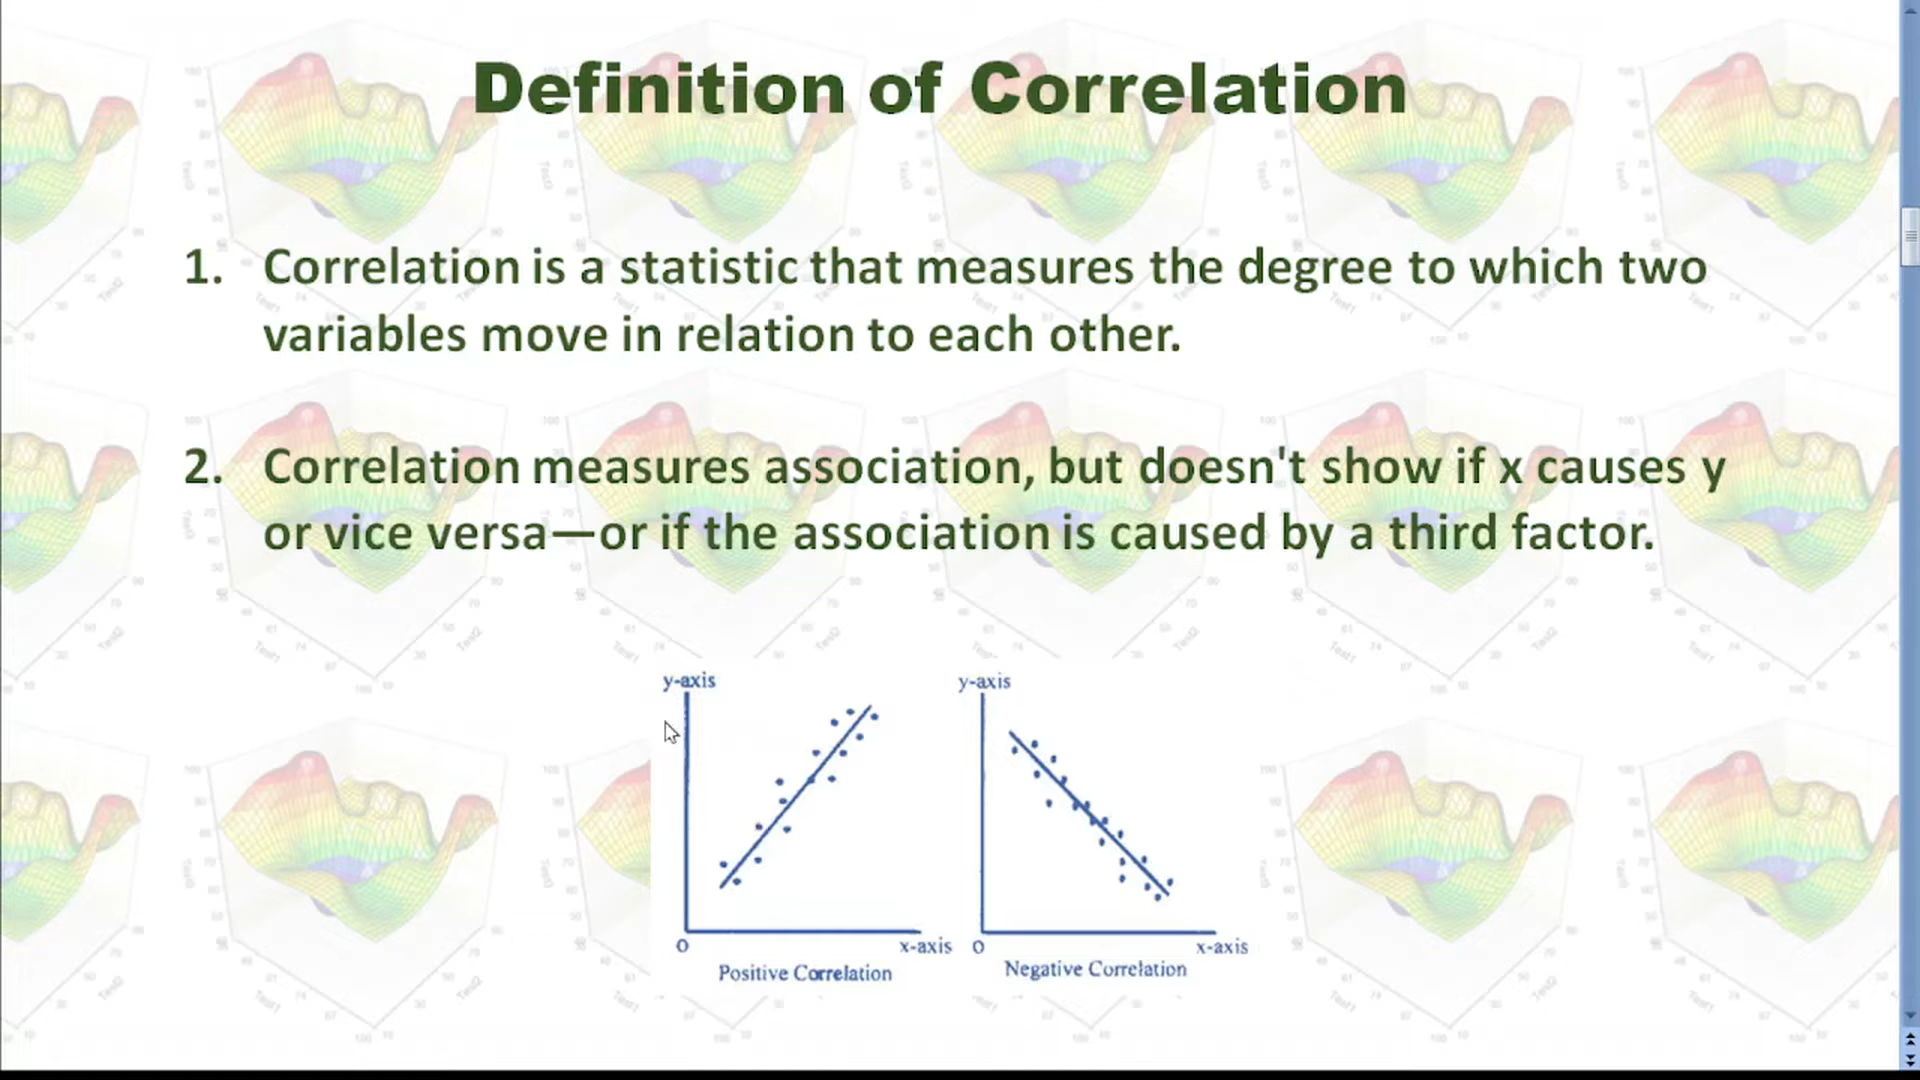 Definition of Correlation
1. Correlation is a statistic that measures the degree to which two
variables move in relation to each other.
2. Correlation measures association, but doesn't show if x causes y
or vice versa—or if the association is caused by a third factor.
y-axis
0
x-axis
Positive Correlation
y-axis
0
x-axis
Negative Correlation